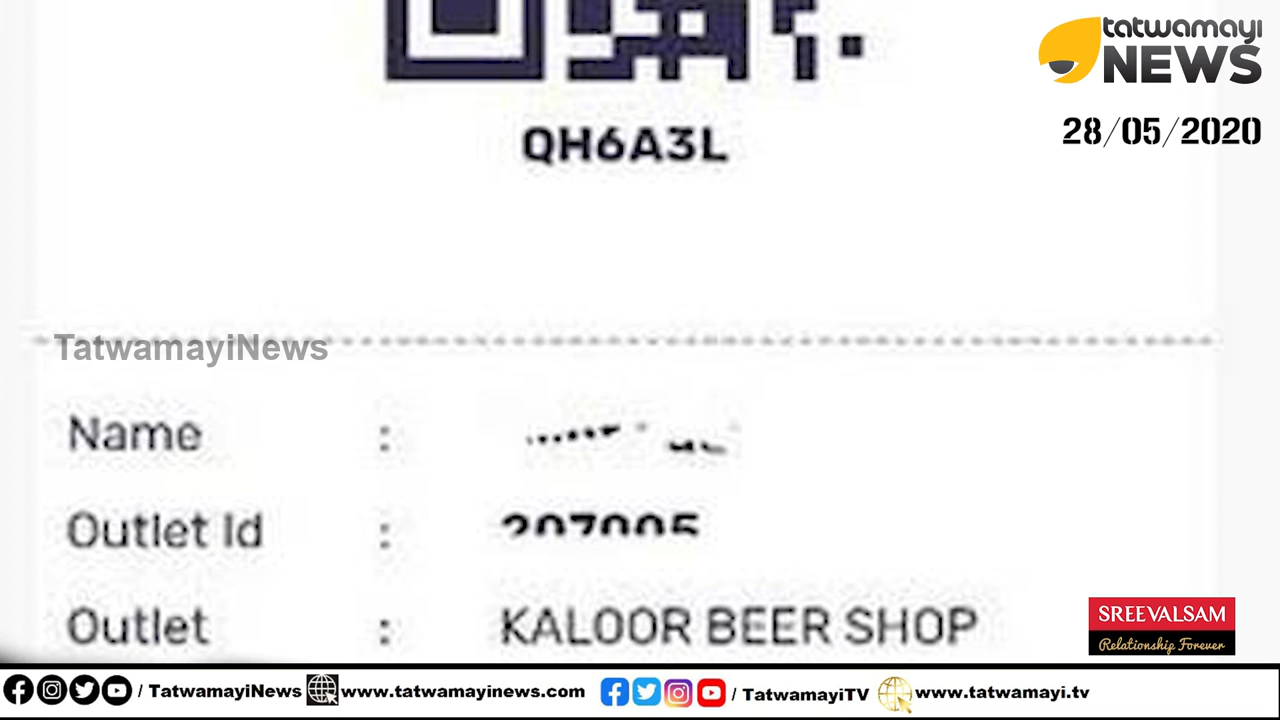 tatwamayi
NEWS
28/05/2020
QH6A3L
TatwamayiNews
Name :
Outlet Id :
Outlet : KALOOR BEER SHOP
SREEVALSAM
Relationship Forever
/ TatwamayiNews www.tatwamayinews.com / TatwamayiTV www.tatwamayi.tv